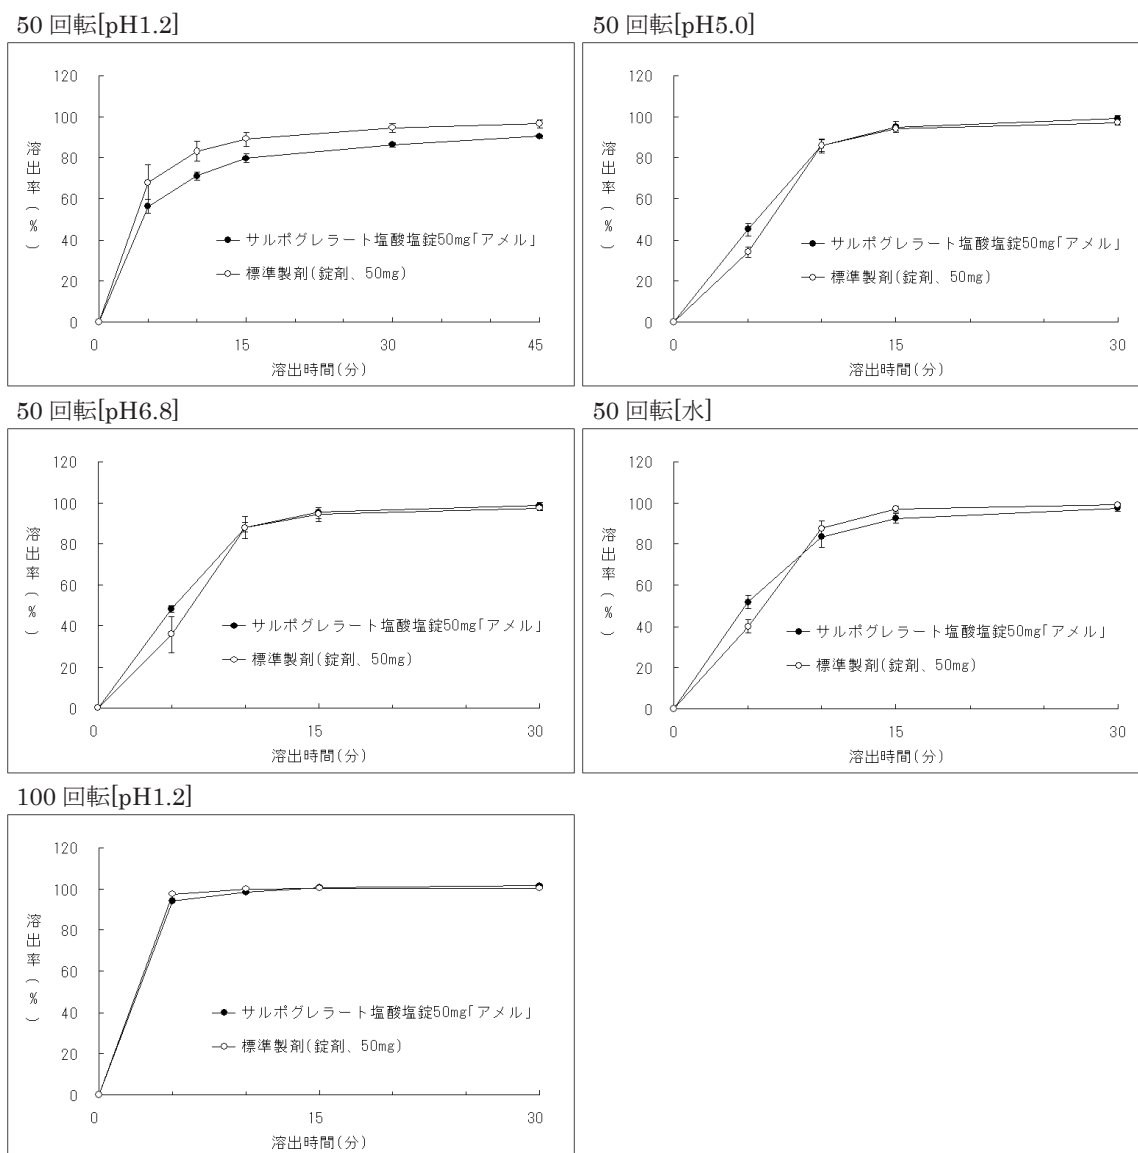 50 回転[pH1.2]
120
100
80
60
40
20
0
溶出率(%)
サルポグレラート塩酸塩錠50mg「アメル」
標準製剤(錠剤、50mg)
0 15 30 45
溶出時間(分)
50 回転[pH5.0]
120
100
80
60
40
20
0
溶出率(%)
サルポグレラート塩酸塩錠50mg「アメル」
標準製剤(錠剤、50mg)
0 15 30
溶出時間(分)
50 回転[pH6.8]
120
100
80
60
40
20
0
溶出率(%)
サルポグレラート塩酸塩錠50mg「アメル」
標準製剤(錠剤、50mg)
0 15 30
溶出時間(分)
50 回転[水]
120
100
80
60
40
20
0
溶出率(%)
サルポグレラート塩酸塩錠50mg「アメル」
標準製剤(錠剤、50mg)
0 15 30
溶出時間(分)
100 回転[pH1.2]
120
100
80
60
40
20
0
溶出率(%)
サルポグレラート塩酸塩錠50mg「アメル」
標準製剤(錠剤、50mg)
0 15 30
溶出時間(分)